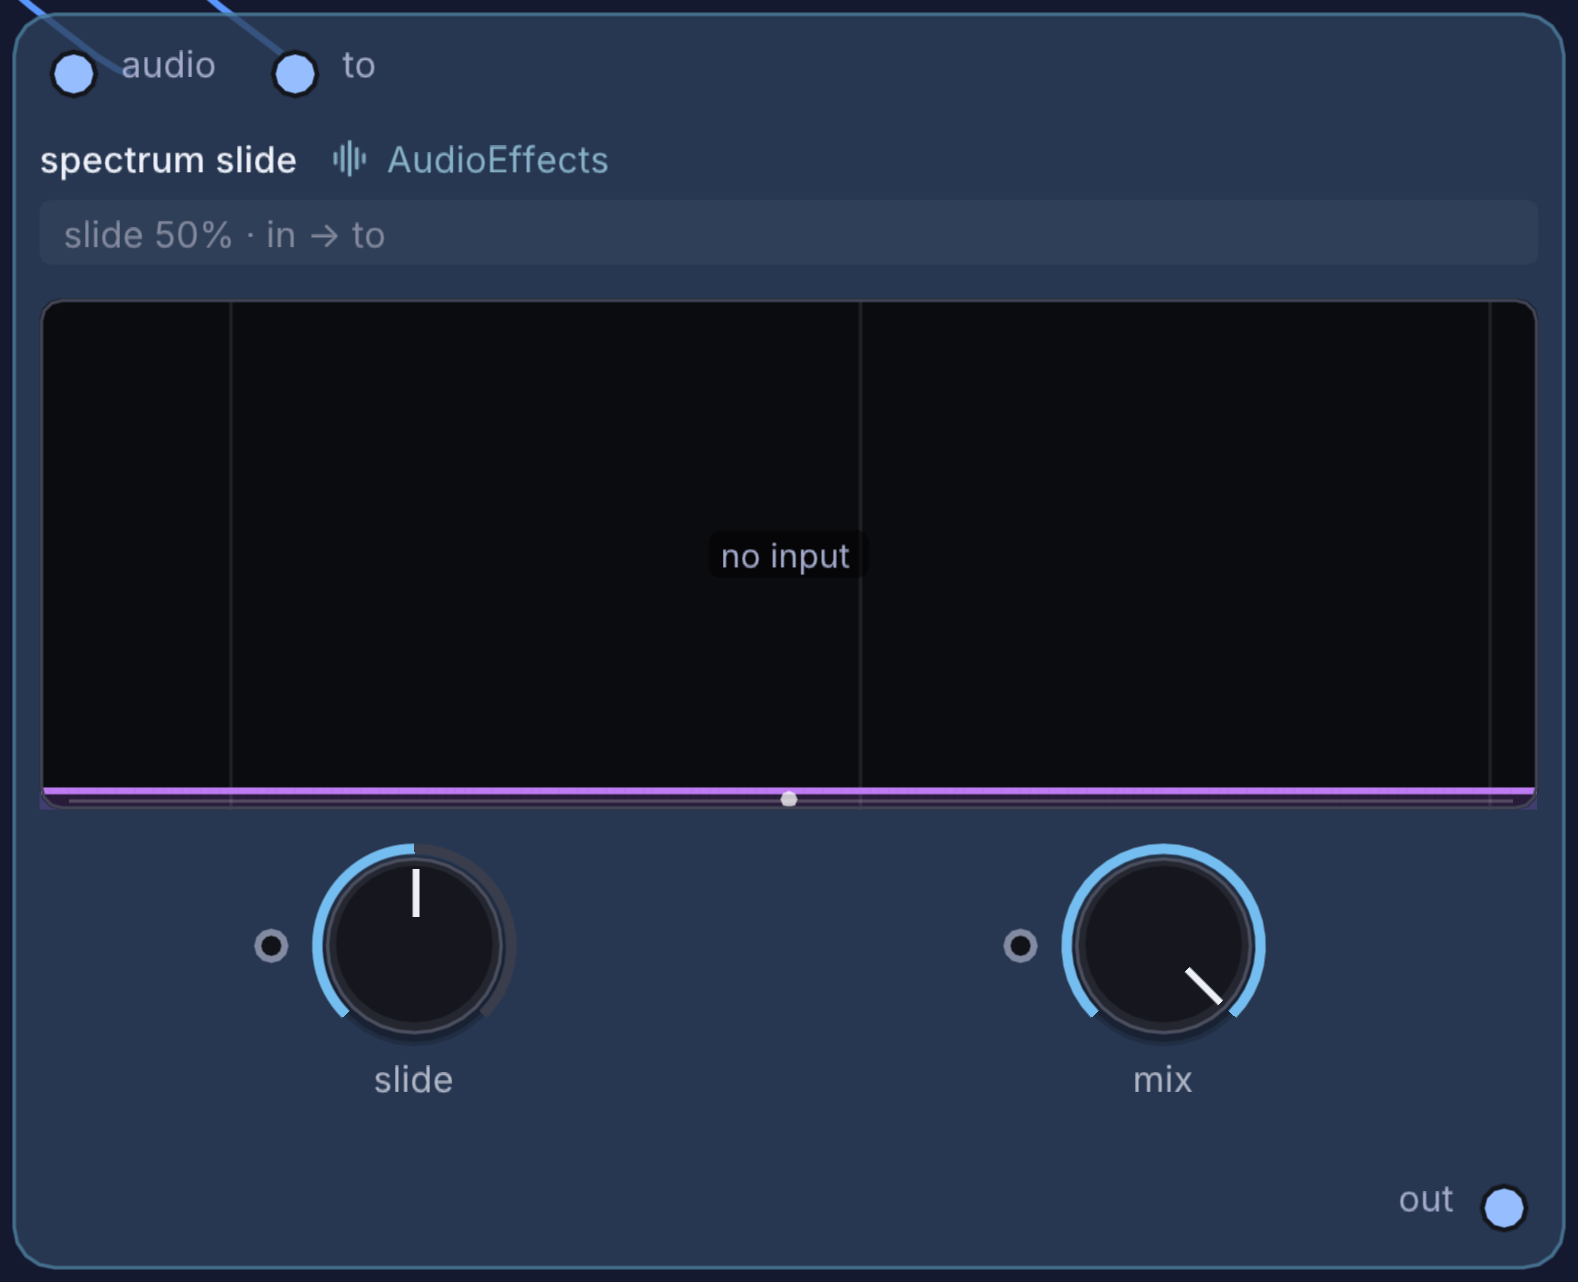 audio to
spectrum slide AudioEffects
slide 50% · in → to
no input
slide mix
out